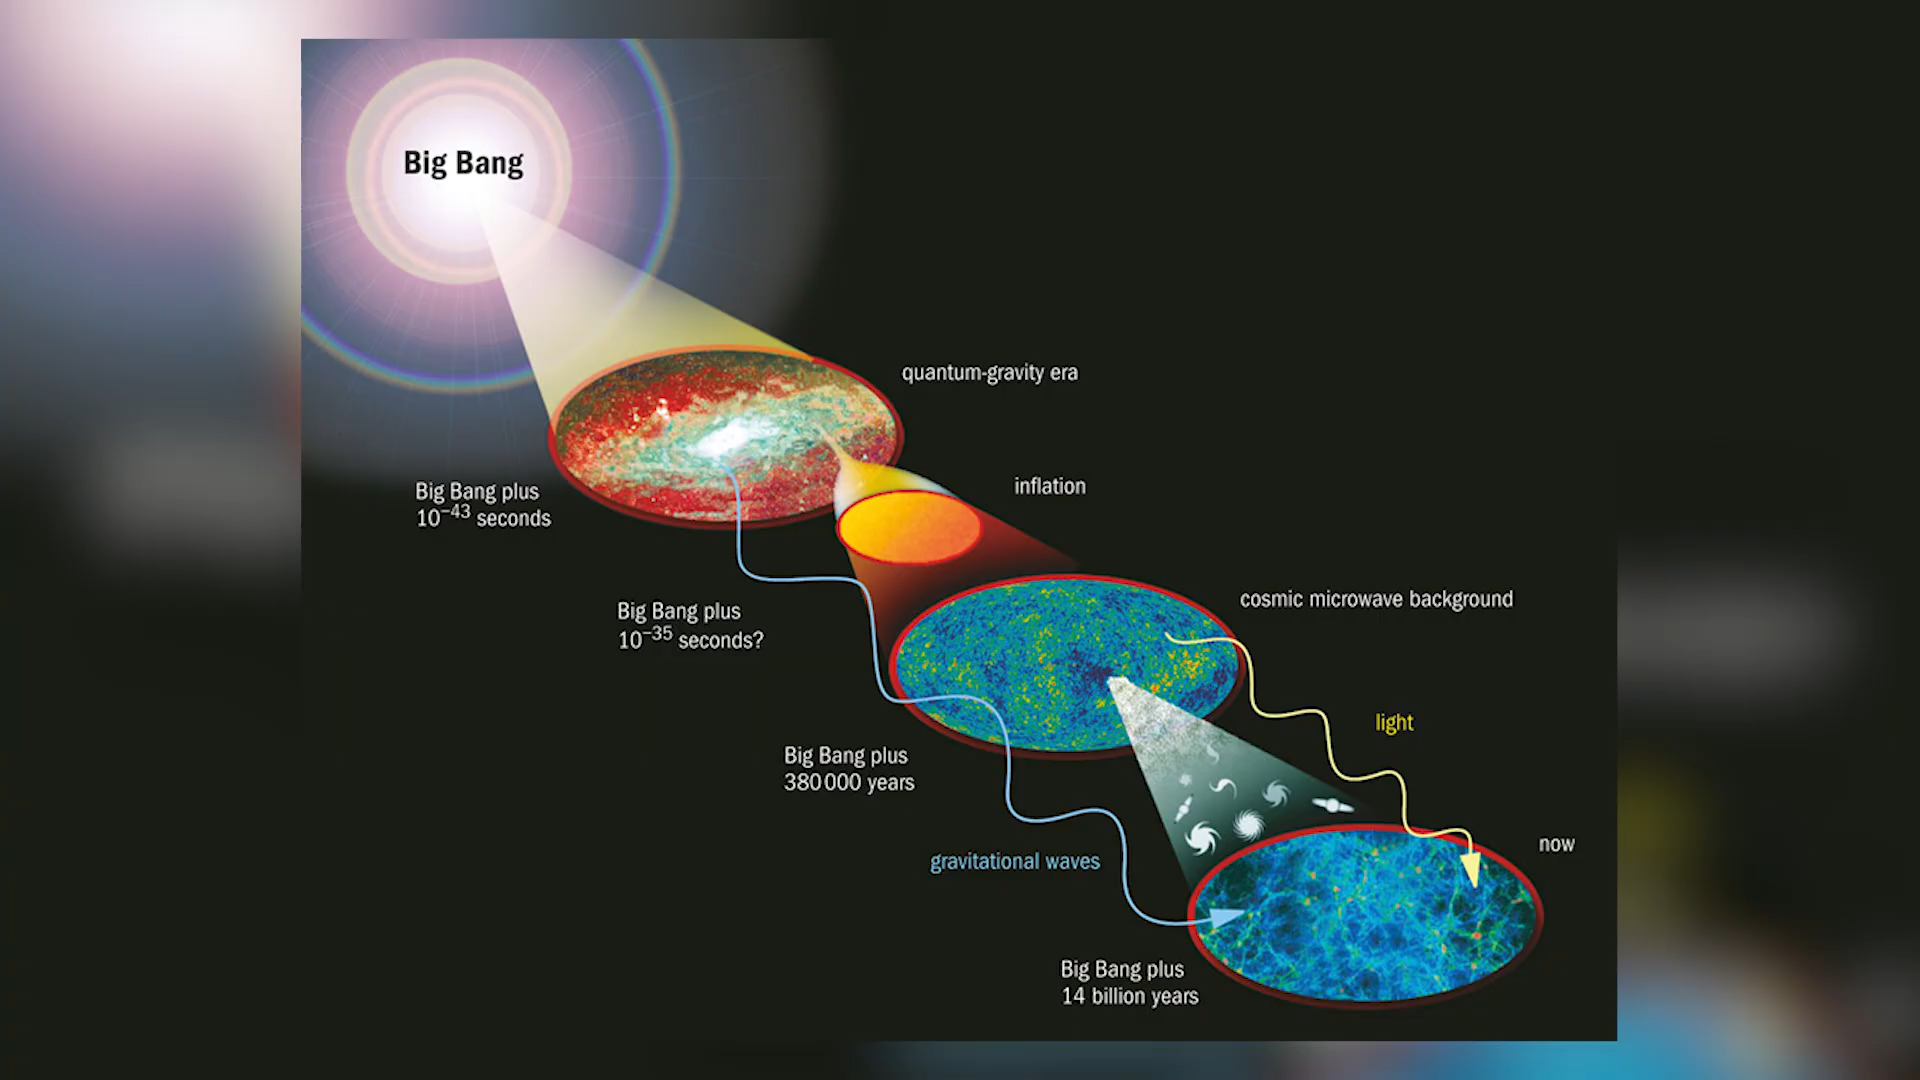 Big Bang
quantum-gravity era
Big Bang plus
10⁻⁴³ seconds
inflation
Big Bang plus
10⁻³⁵ seconds?
cosmic microwave background
light
Big Bang plus
380 000 years
gravitational waves
now
Big Bang plus
14 billion years